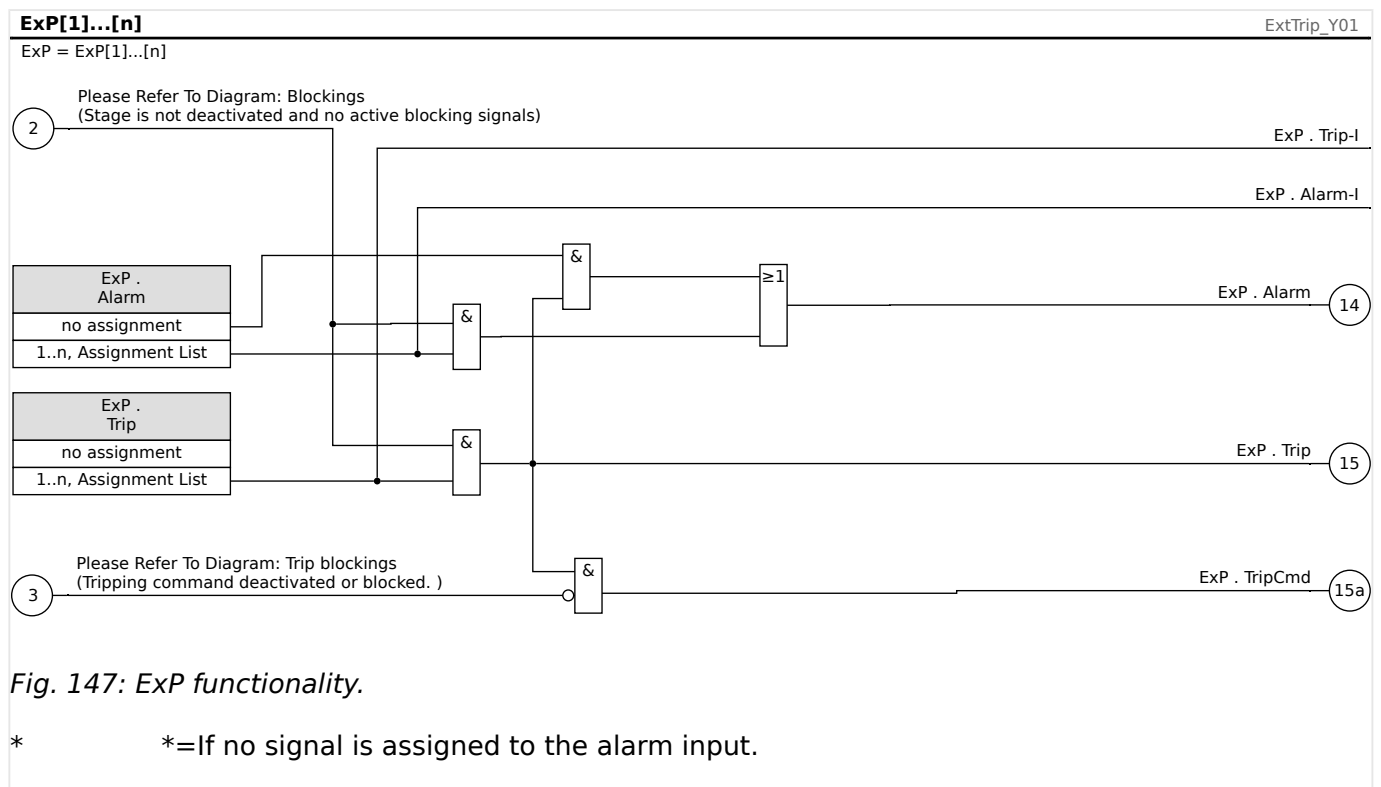 ExP[1]...[n]
ExtTrip_Y01
ExP = ExP[1]...[n]
Please Refer To Diagram: Blockings
(Stage is not deactivated and no active blocking signals)
2
ExP . Trip-I
ExP . Alarm-I
&
ExP .
Alarm
≥1
ExP . Alarm
14
&
no assignment
1..n, Assignment List
ExP .
Trip
&
no assignment
ExP . Trip
15
1..n, Assignment List
Please Refer To Diagram: Trip blockings
(Tripping command deactivated or blocked. )
3
&
ExP . TripCmd
15a
Fig. 147: ExP functionality.
* *=If no signal is assigned to the alarm input.